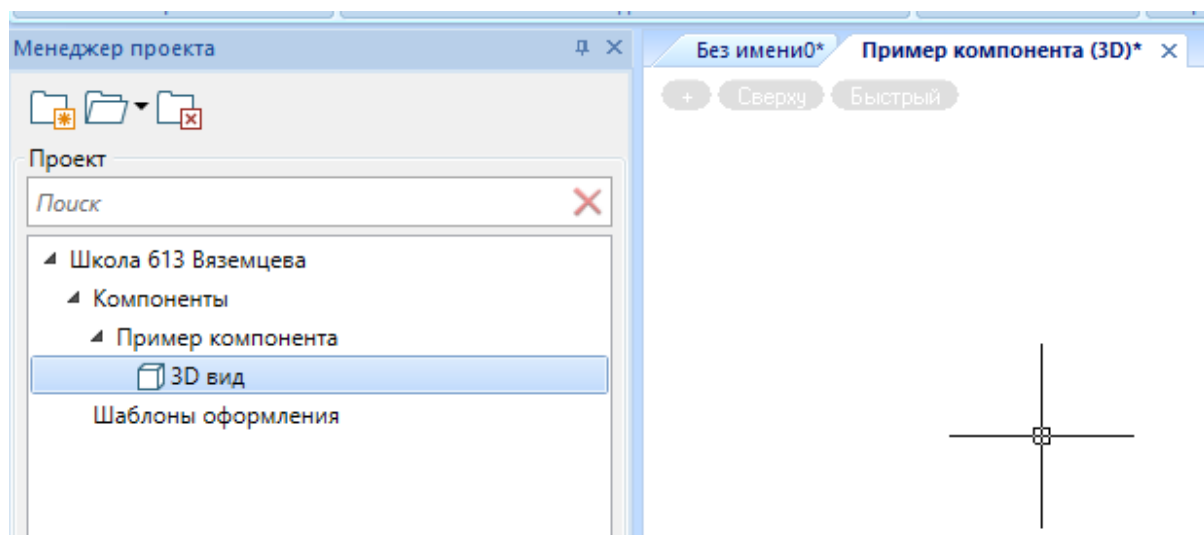 Менеджер проекта
Без имени0*
Пример компонента (3D)*
+ Сверху Быстрый
Проект
Поиск
Школа 613 Вяземцева
Компоненты
Пример компонента
3D вид
Шаблоны оформления